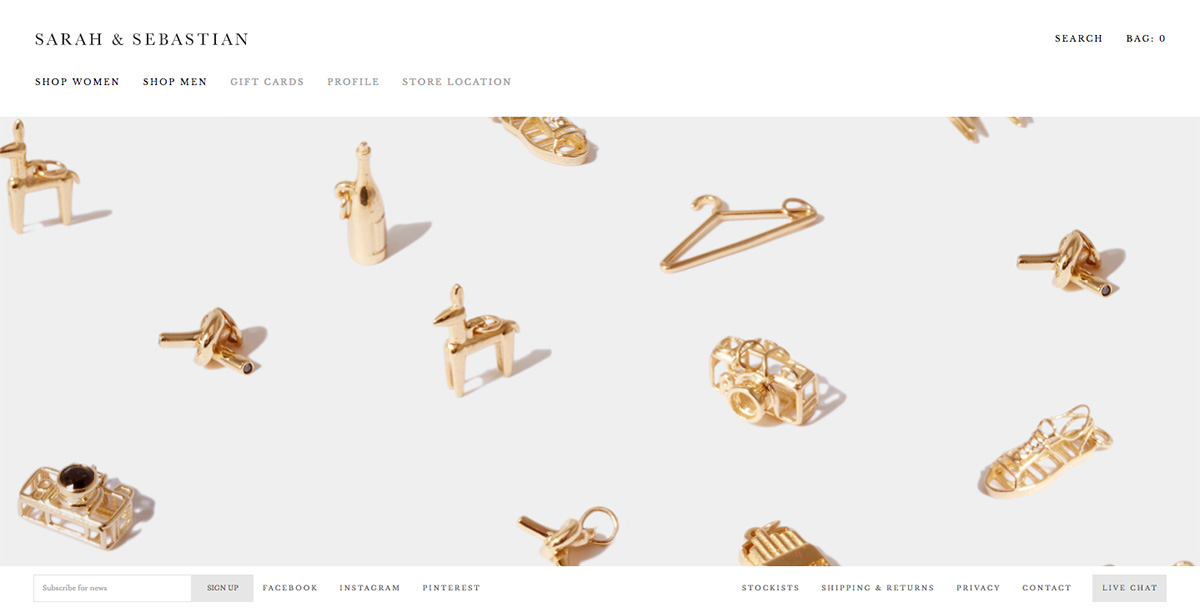 SARAH & SEBASTIAN
SEARCH BAG: 0
SHOP WOMEN SHOP MEN GIFT CARDS PROFILE STORE LOCATION
Subscribe for news SIGN UP FACEBOOK INSTAGRAM PINTEREST STOCKISTS SHIPPING & RETURNS PRIVACY CONTACT LIVE CHAT